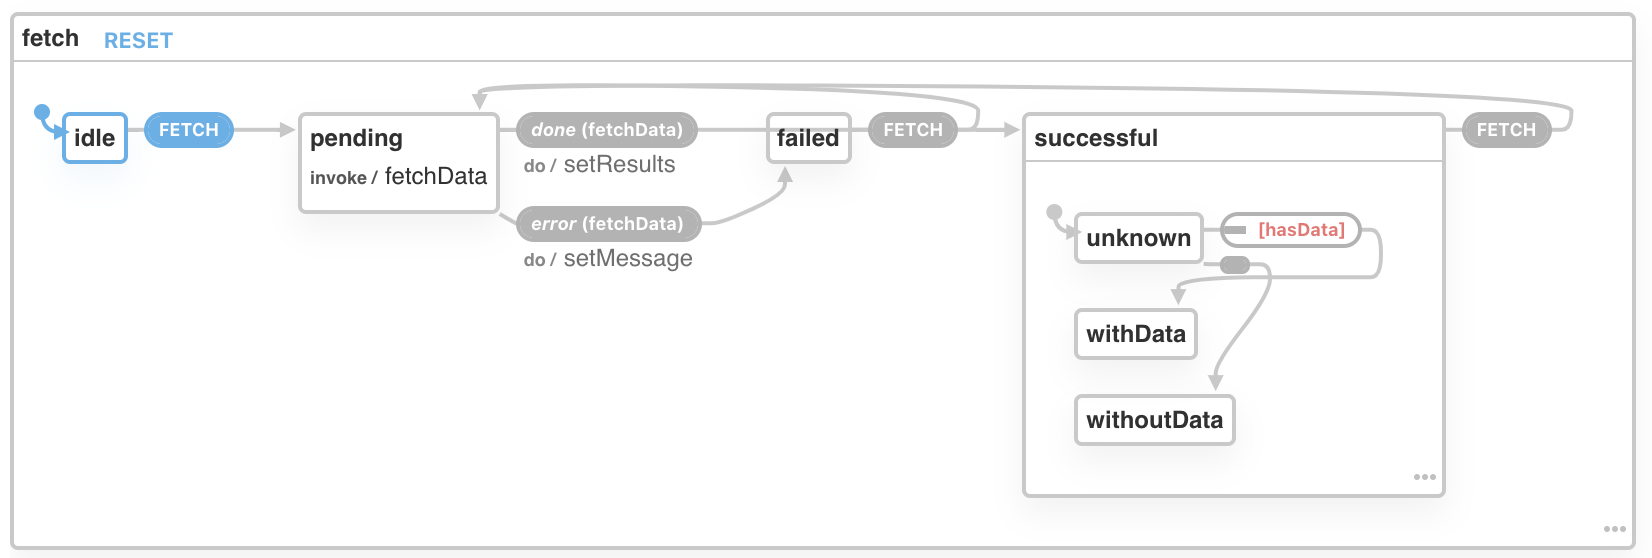 fetch RESET
idle
FETCH
pending
invoke / fetchData
done (fetchData)
do / setResults
error (fetchData)
do / setMessage
failed
FETCH
successful
FETCH
unknown
[hasData]
withData
withoutData